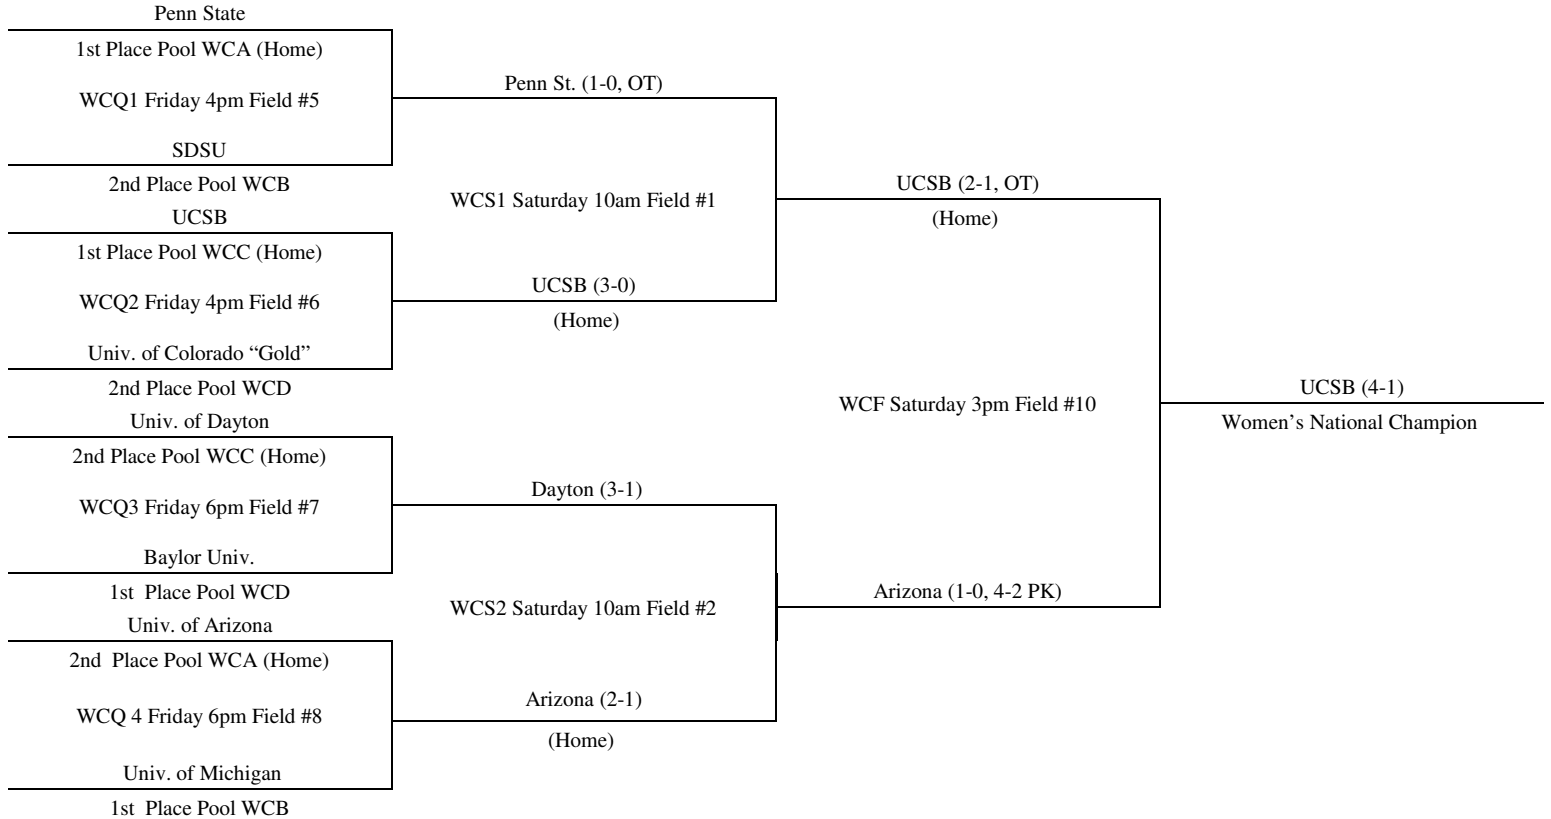 Penn State
1st Place Pool WCA (Home)
WCQ1 Friday 4pm Field #5
SDSU
2nd Place Pool WCB
UCSB
1st Place Pool WCC (Home)
WCQ2 Friday 4pm Field #6
Univ. of Colorado “Gold”
2nd Place Pool WCD
Univ. of Dayton
2nd Place Pool WCC (Home)
WCQ3 Friday 6pm Field #7
Baylor Univ.
1st  Place Pool WCD
Univ. of Arizona
2nd  Place Pool WCA (Home)
WCQ 4 Friday 6pm Field #8
Univ. of Michigan
1st  Place Pool WCB
Penn St. (1-0, OT)
WCS1 Saturday 10am Field #1
UCSB (3-0)
(Home)
Dayton (3-1)
WCS2 Saturday 10am Field #2
Arizona (2-1)
(Home)
UCSB (2-1, OT)
(Home)
WCF Saturday 3pm Field #10
Arizona (1-0, 4-2 PK)
UCSB (4-1)
Women’s National Champion